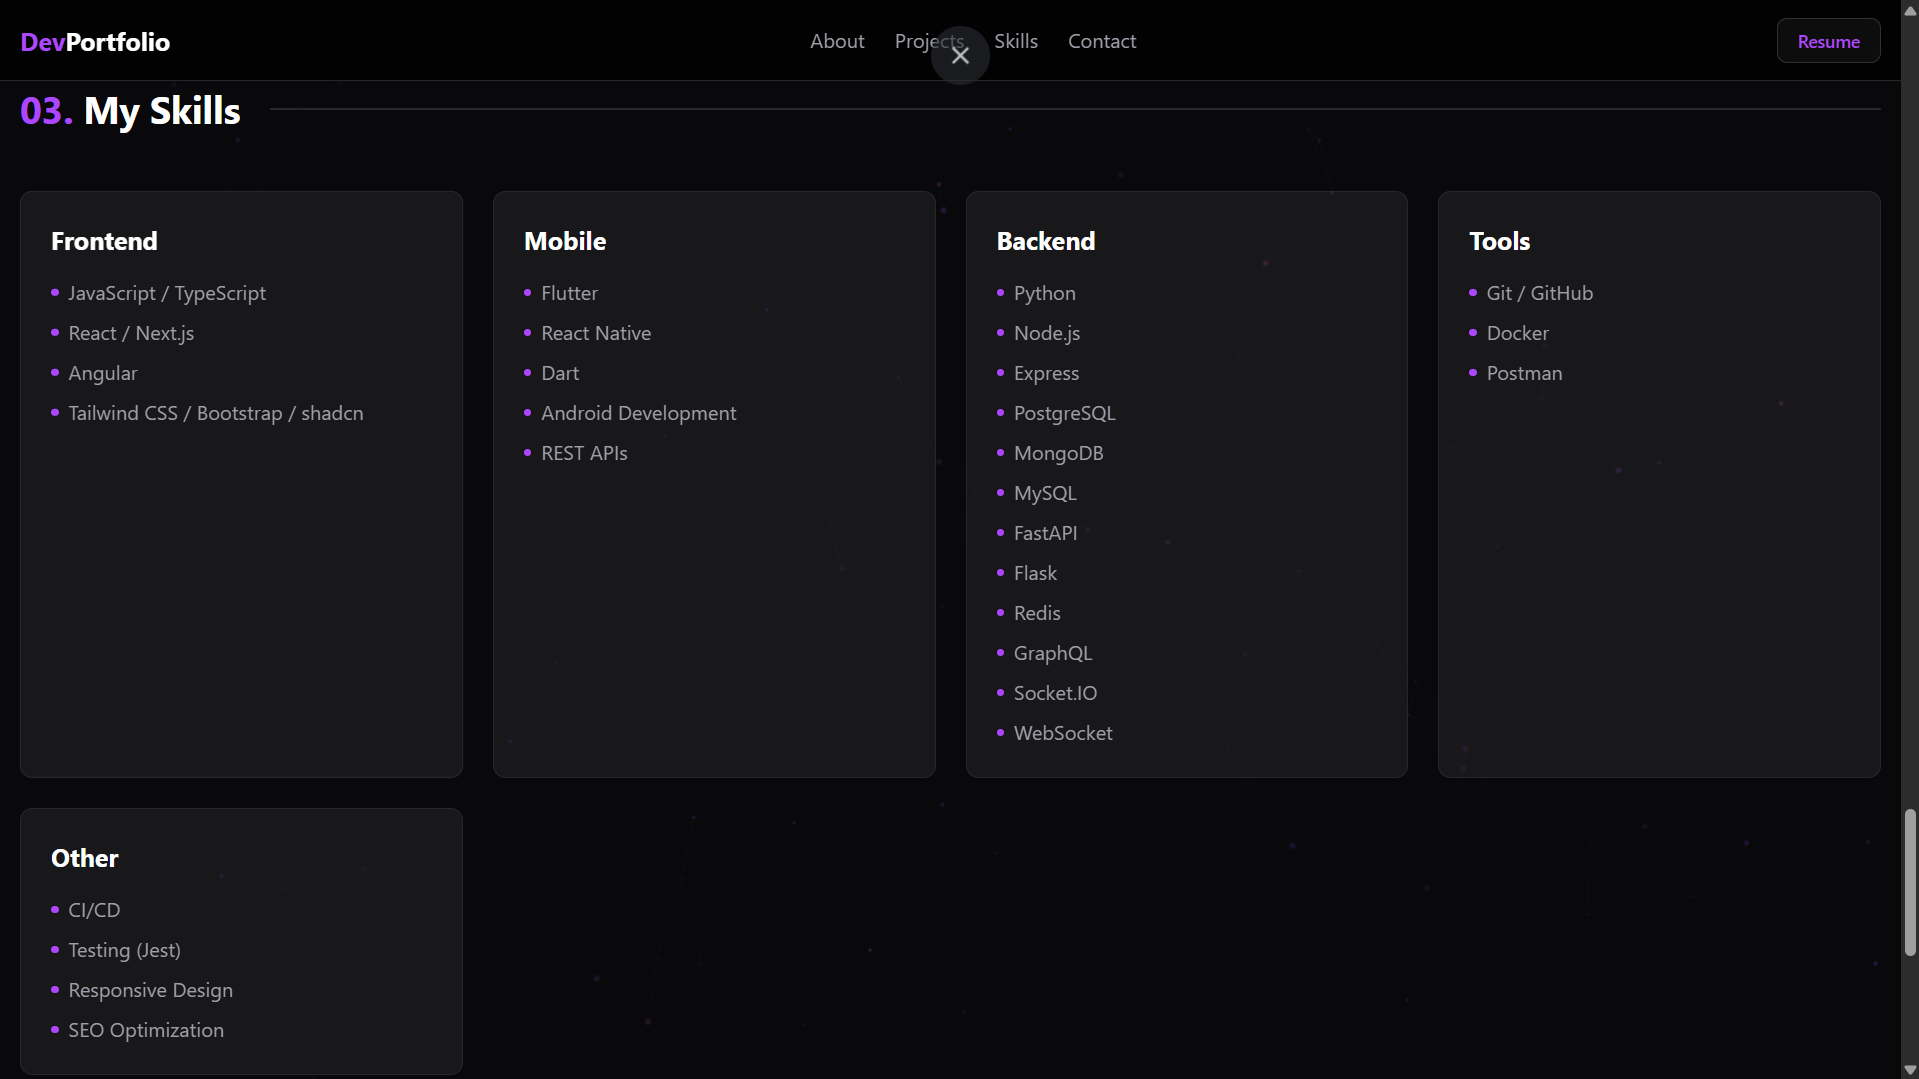 DevPortfolio
About Projects Skills Contact
Resume
03. My Skills
Frontend
JavaScript / TypeScript
React / Next.js
Angular
Tailwind CSS / Bootstrap / shadcn
Mobile
Flutter
React Native
Dart
Android Development
REST APIs
Backend
Python
Node.js
Express
PostgreSQL
MongoDB
MySQL
FastAPI
Flask
Redis
GraphQL
Socket.IO
WebSocket
Tools
Git / GitHub
Docker
Postman
Other
CI/CD
Testing (Jest)
Responsive Design
SEO Optimization